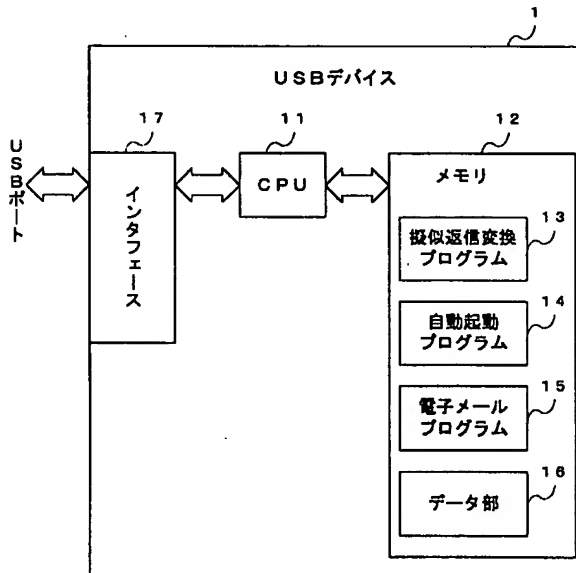 1
USBデバイス
17
11
12
USBポート
インタフェース
CPU
メモリ
擬似返信変換
プログラム
13
自動起動
プログラム
14
電子メール
プログラム
15
データ部
16